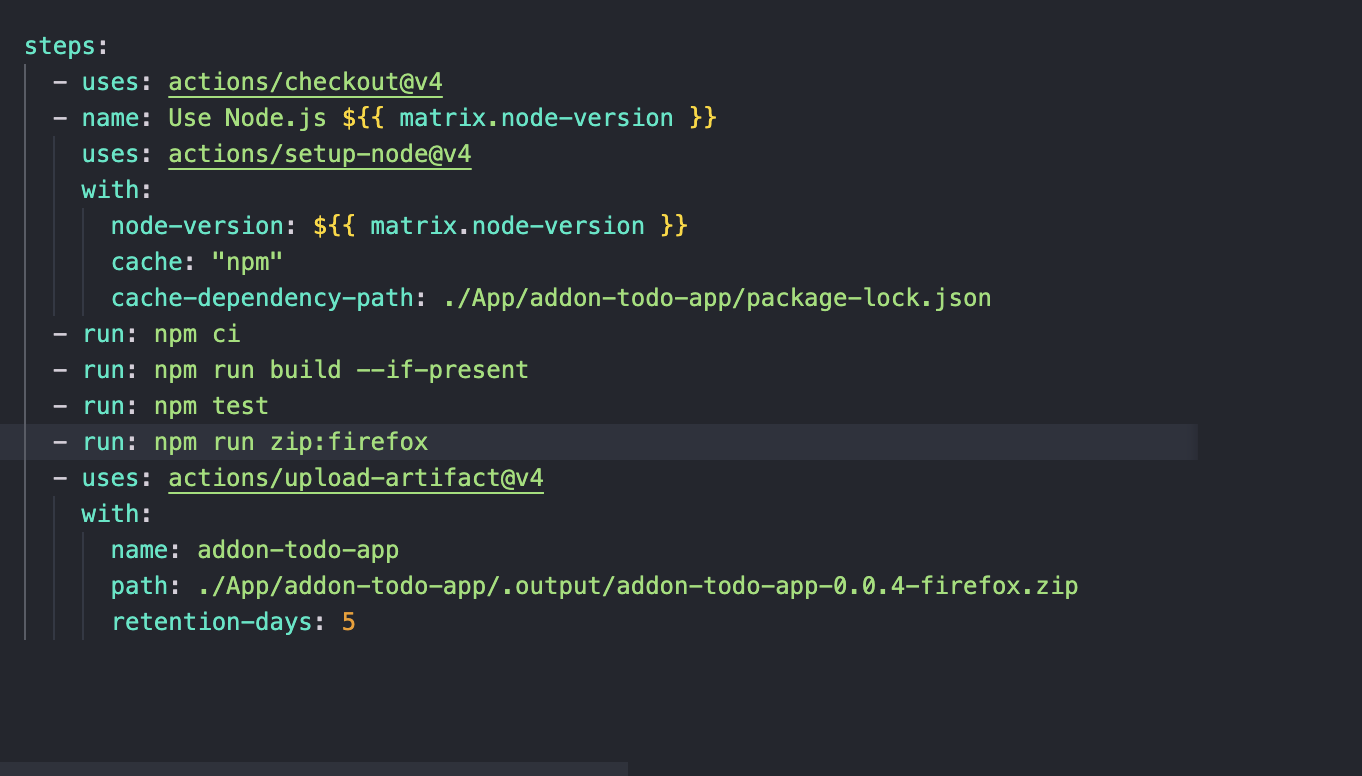 steps:
- uses: actions/checkout@v4
- name: Use Node.js ${{ matrix.node-version }}
uses: actions/setup-node@v4
with:
node-version: ${{ matrix.node-version }}
cache: "npm"
cache-dependency-path: ./App/addon-todo-app/package-lock.json
- run: npm ci
- run: npm run build --if-present
- run: npm test
- run: npm run zip:firefox
- uses: actions/upload-artifact@v4
with:
name: addon-todo-app
path: ./App/addon-todo-app/.output/addon-todo-app-0.0.4-firefox.zip
retention-days: 5